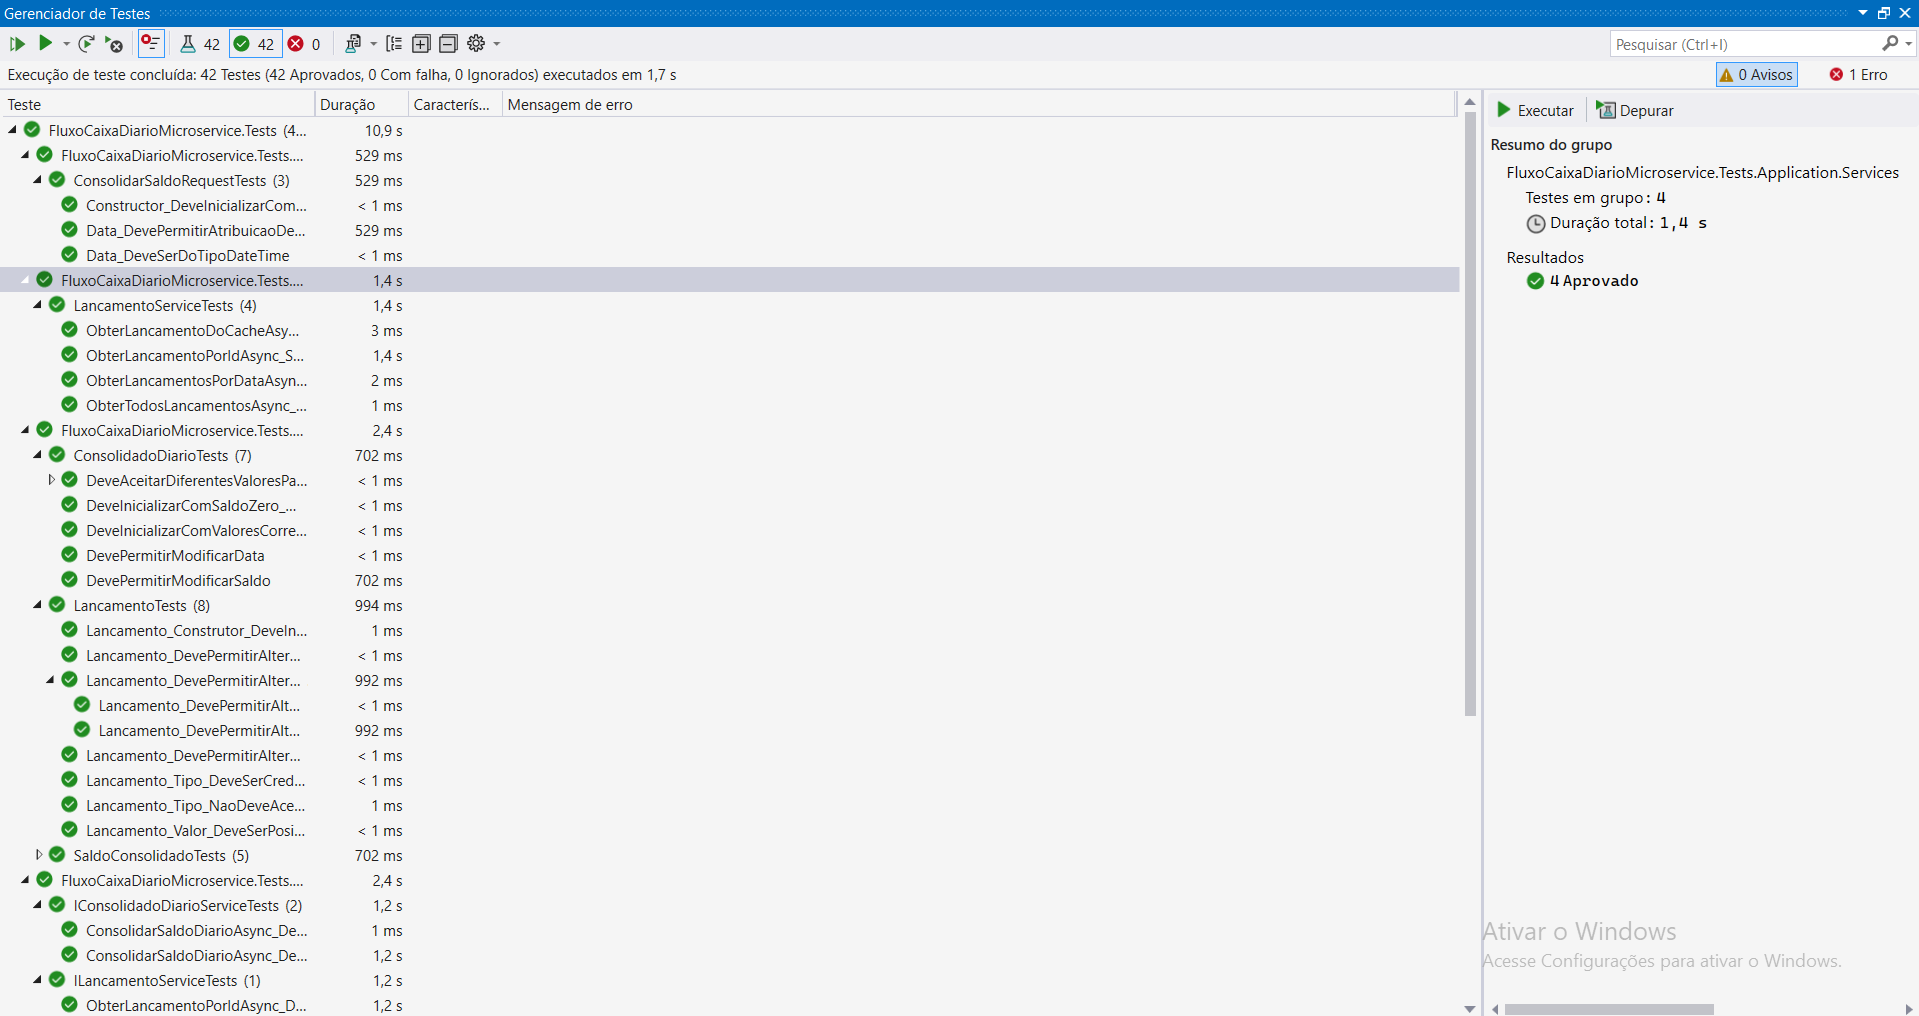 Gerenciador de Testes
42 42 0
Pesquisar (Ctrl+I)
Execução de teste concluída: 42 Testes (42 Aprovados, 0 Com falha, 0 Ignorados) executados em 1,7 s
0 Avisos 1 Erro
Teste Duração Caracterís... Mensagem de erro
FluxoCaixaDiarioMicroservice.Tests (4... 10,9 s
FluxoCaixaDiarioMicroservice.Tests.... 529 ms
ConsolidarSaldoRequestTests (3) 529 ms
Constructor_DeveInicializarCom... < 1 ms
Data_DevePermitirAtribuicaoDe... 529 ms
Data_DeveSerDoTipoDateTime < 1 ms
FluxoCaixaDiarioMicroservice.Tests.... 1,4 s
LancamentoServiceTests (4) 1,4 s
ObterLancamentoDoCacheAsy... 3 ms
ObterLancamentoPorIdAsync_S... 1,4 s
ObterLancamentosPorDataAsyn... 2 ms
ObterTodosLancamentosAsync_... 1 ms
FluxoCaixaDiarioMicroservice.Tests.... 2,4 s
ConsolidadoDiarioTests (7) 702 ms
DeveAceitarDiferentesValoresPa... < 1 ms
DeveInicializarComSaldoZero_... < 1 ms
DeveInicializarComValoresCorre... < 1 ms
DevePermitirModificarData < 1 ms
DevePermitirModificarSaldo 702 ms
LancamentoTests (8) 994 ms
Lancamento_Construtor_DeveIn... 1 ms
Lancamento_DevePermitirAlter... < 1 ms
Lancamento_DevePermitirAlter... 992 ms
Lancamento_DevePermitirAlt... < 1 ms
Lancamento_DevePermitirAlt... 992 ms
Lancamento_DevePermitirAlter... < 1 ms
Lancamento_Tipo_DeveSerCred... < 1 ms
Lancamento_Tipo_NaoDeveAce... 1 ms
Lancamento_Valor_DeveSerPosi... < 1 ms
SaldoConsolidadoTests (5) 702 ms
FluxoCaixaDiarioMicroservice.Tests.... 2,4 s
IConsolidadoDiarioServiceTests (2) 1,2 s
ConsolidarSaldoDiarioAsync_De... 1 ms
ConsolidarSaldoDiarioAsync_De... 1,2 s
ILancamentoServiceTests (1) 1,2 s
ObterLancamentoPorIdAsync_D... 1,2 s
Executar Depurar
Resumo do grupo
FluxoCaixaDiarioMicroservice.Tests.Application.Services
Testes em grupo: 4
Duração total: 1,4 s
Resultados
4 Aprovado
Ativar o Windows
Acesse Configurações para ativar o Windows.